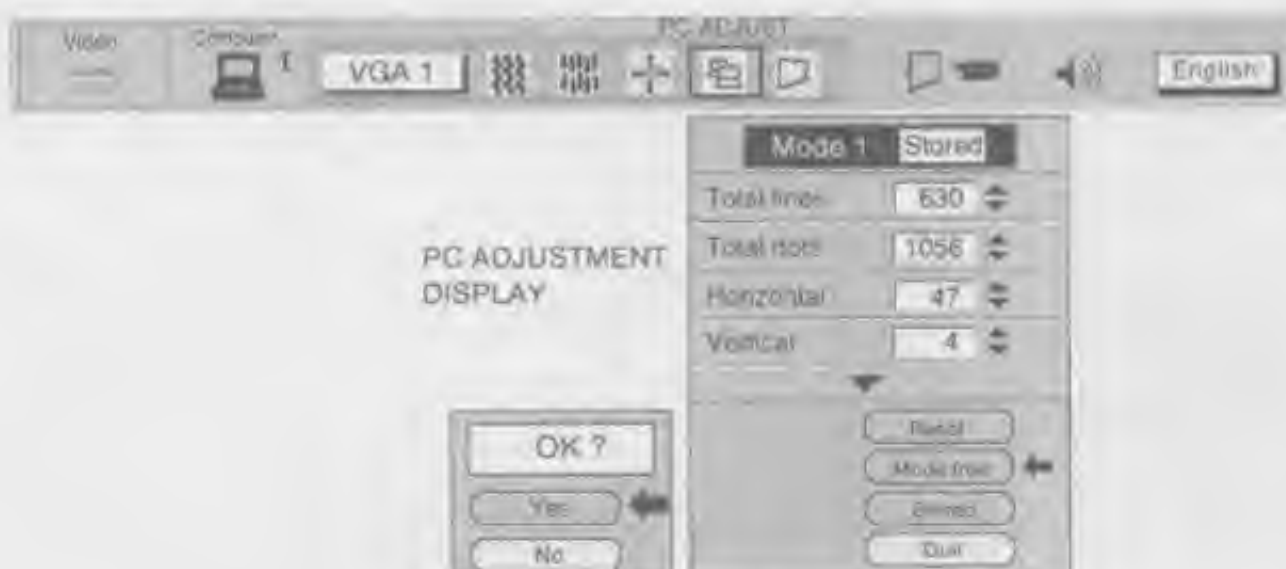 PC ADJUST
Video
Computer
VGA 1
English
Mode 1 Stored
Total lines 630
Total dots 1056
Horizontal 47
Vertical 4
PC ADJUSTMENT
DISPLAY
Reset
Mode free
Stored
Quit
OK ?
Yes
No